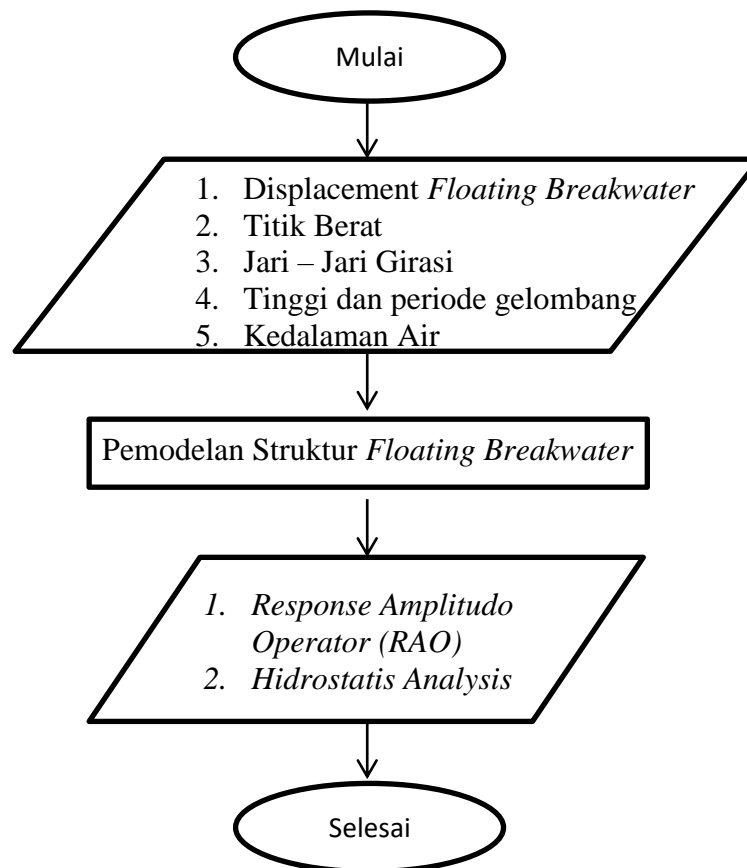 Mulai
1. Displacement Floating Breakwater
2. Titik Berat
3. Jari – Jari Girasi
4. Tinggi dan periode gelombang
5. Kedalaman Air
Pemodelan Struktur Floating Breakwater
1. Response Amplitudo
Operator (RAO)
2. Hidrostatis Analysis
Selesai